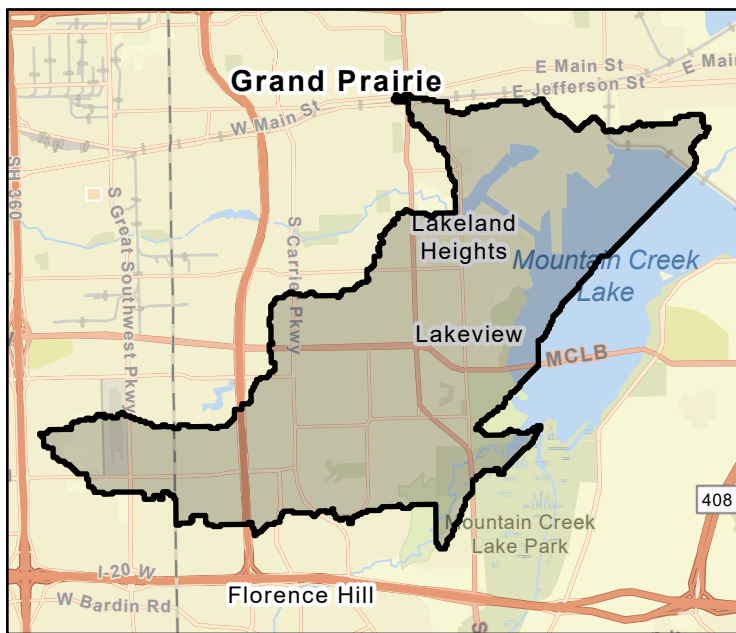 E Main St
E Main
Grand Prairie
E Jefferson St
W Main St
SH 360
S Great Southwest Pkwy
S Carrier Pkwy
Lakeland
Heights
Mountain Creek
Lake
Lakeview
MCLB
408
Mountain Creek
Lake Park
I-20 W
W Bardin Rd
Florence Hill
S